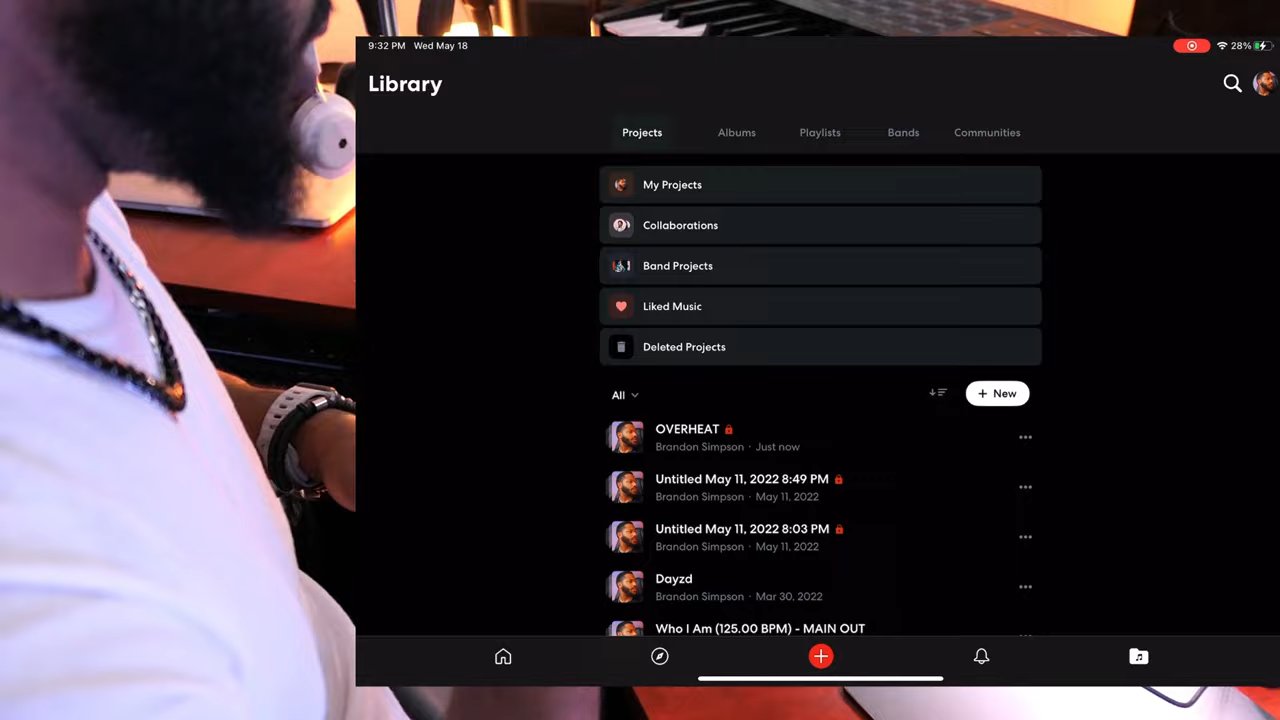 9:32 PM Wed May 18
28%
Library
Projects Albums Playlists Bands Communities
My Projects
Collaborations
Band Projects
Liked Music
Deleted Projects
All
+ New
OVERHEAT
Brandon Simpson · Just now
Untitled May 11, 2022 8:49 PM
Brandon Simpson · May 11, 2022
Untitled May 11, 2022 8:03 PM
Brandon Simpson · May 11, 2022
Dayzd
Brandon Simpson · Mar 30, 2022
Who I Am (125.00 BPM) - MAIN OUT